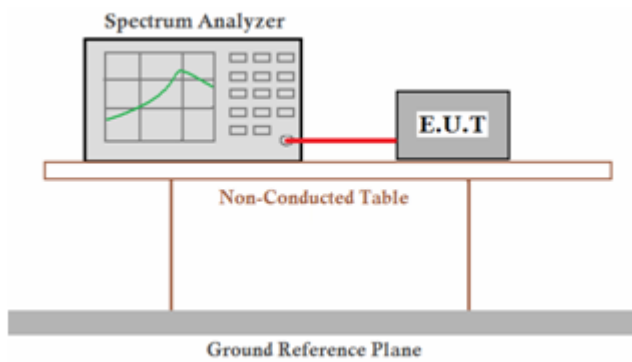 Spectrum Analyzer
E.U.T
Non-Conducted Table
Ground Reference Plane